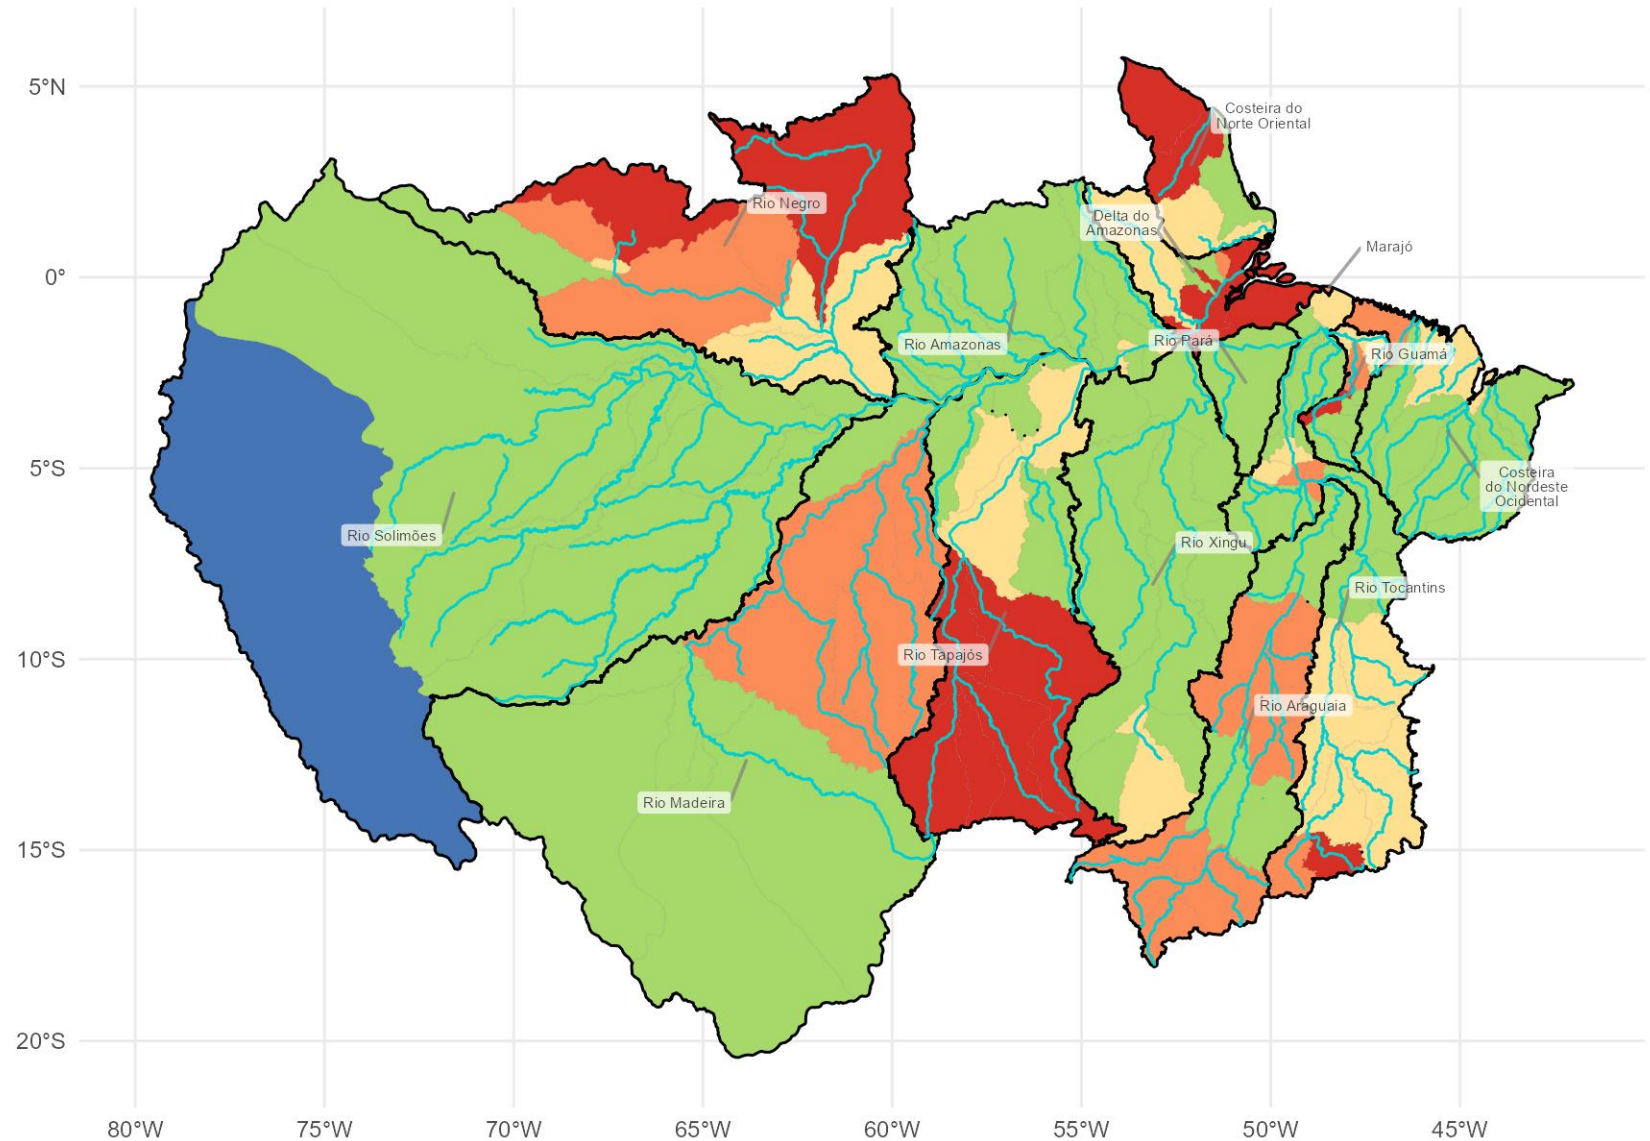 5°N
0°
5°S
10°S
15°S
20°S
Costeira do
Norte Oriental
Rio Negro
Delta do
Amazonas
Marajó
Rio Amazonas
Rio Pará
Rio Guamá
Costeira
do Nordeste
Ocidental
Rio Solimões
Rio Xingu
Rio Tocantins
Rio Tapajós
Rio Araguaia
Rio Madeira
80°W
75°W
70°W
65°W
60°W
55°W
50°W
45°W